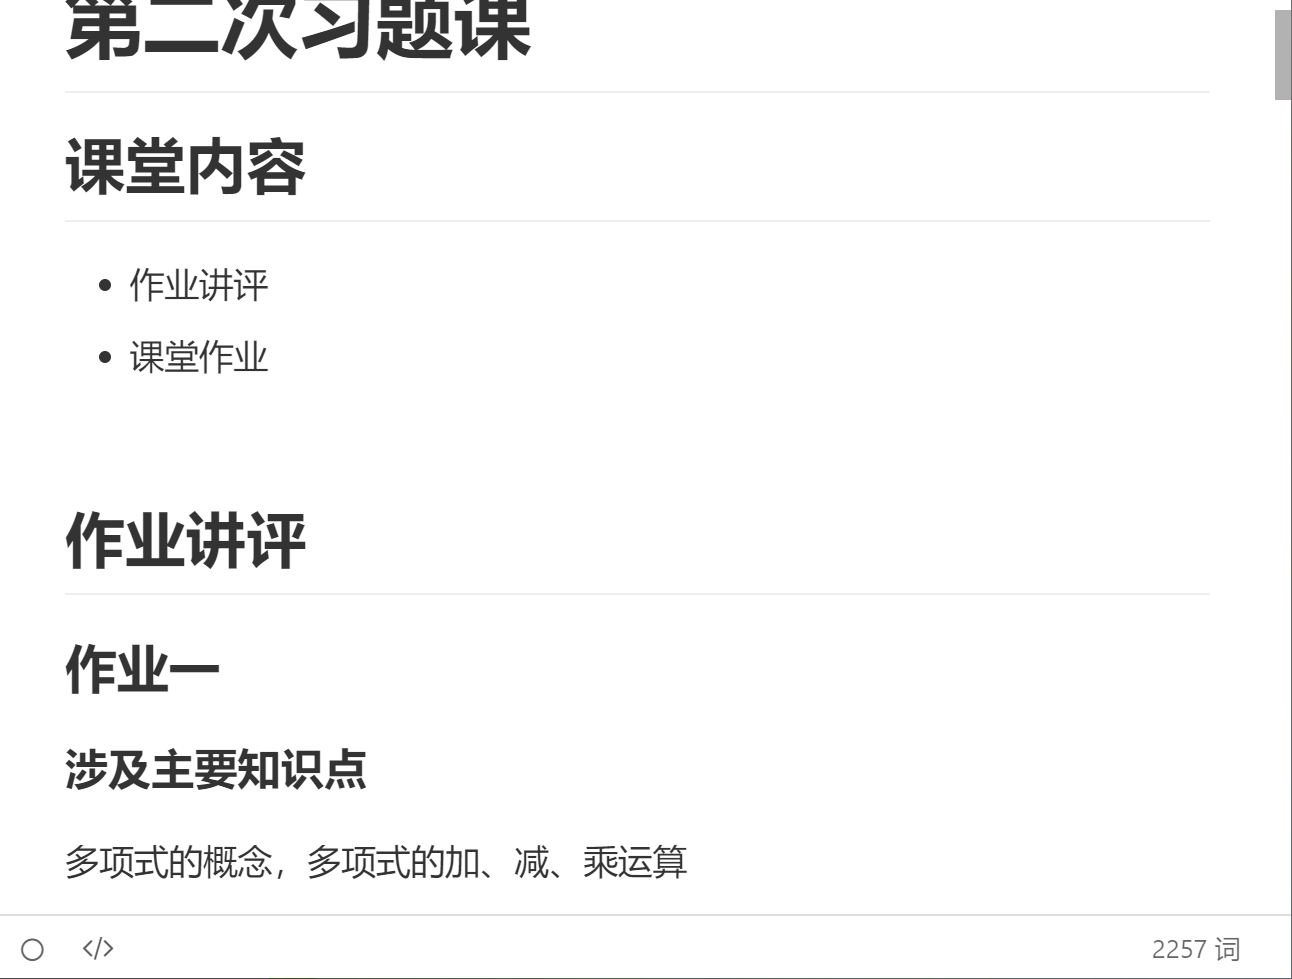 第二次习题课
课堂内容
作业讲评
课堂作业
作业讲评
作业一
涉及主要知识点
多项式的概念，多项式的加、减、乘运算
</> 2257 词